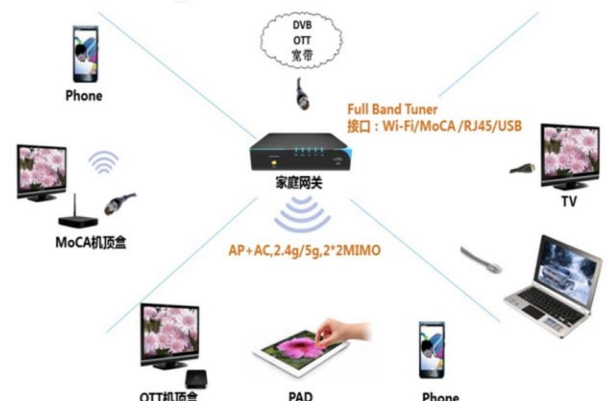 DVB
OTT
宽带
Phone
Full Band Tuner
接口：Wi-Fi/MoCA/RJ45/USB
家庭网关
TV
MoCA机顶盒
AP+AC,2.4g/5g,2*2MIMO
OTT机顶盒
PAD
Phone